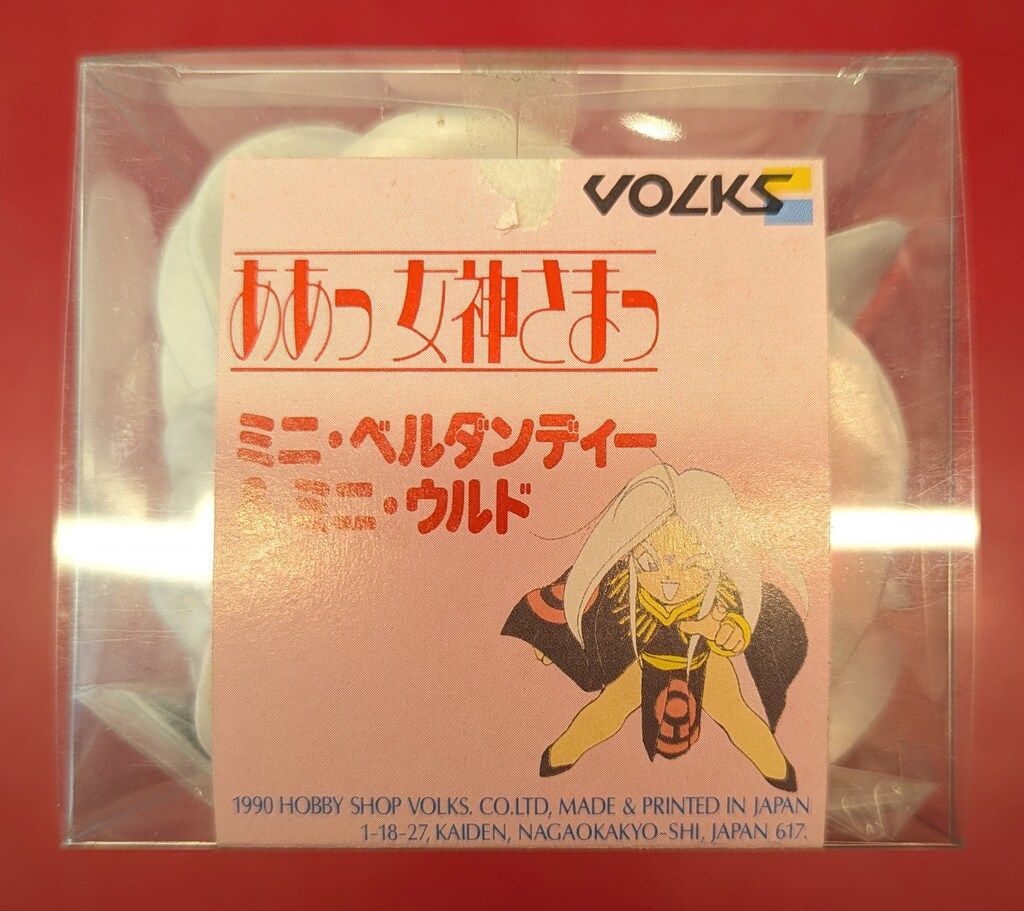 VOLKS
ああっ女神さまっ
ミニ・ベルダンディー
& ミニ・ウルド
1990 HOBBY SHOP VOLKS. CO.LTD, MADE & PRINTED IN JAPAN
1-18-27, KAIDEN, NAGAOKAKYO-SHI, JAPAN 617.